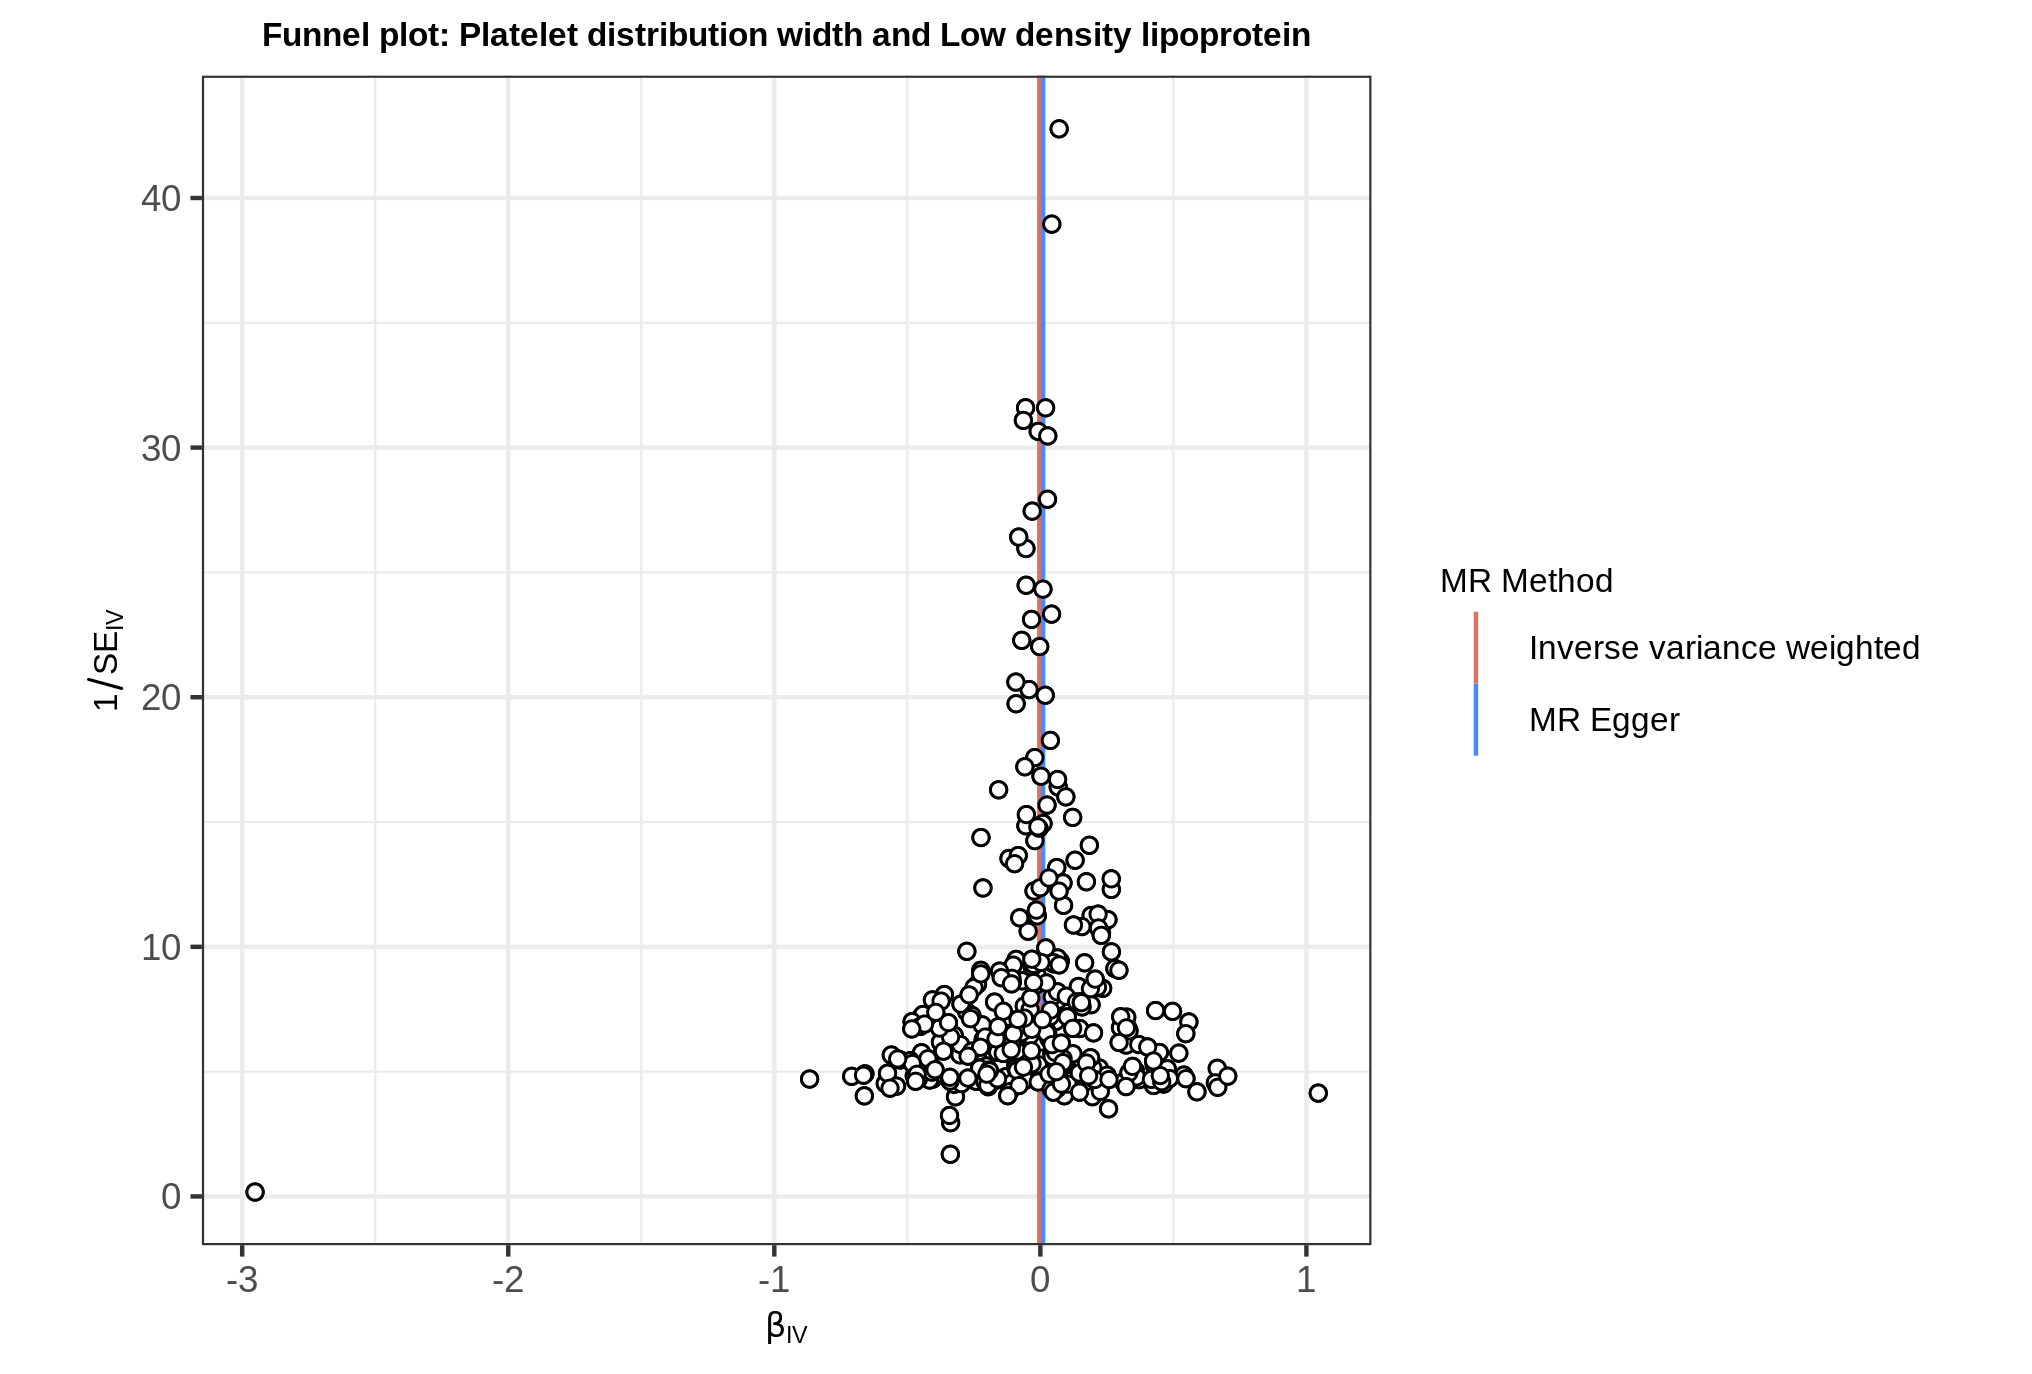 Funnel plot: Platelet distribution width and Low density lipoprotein
40
30
20
10
0
1/SE_IV
-3
-2
-1
0
1
β_IV
MR Method
Inverse variance weighted
MR Egger